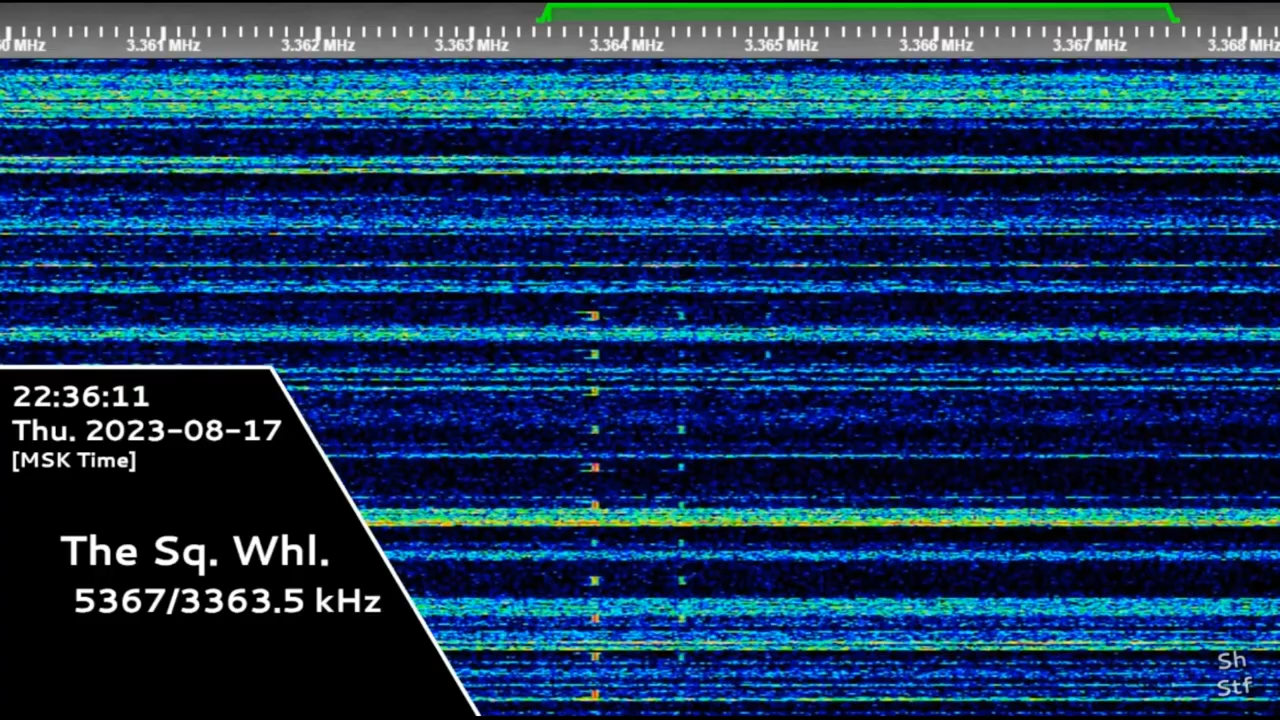 0 MHz 3.361 MHz 3.362 MHz 3.363 MHz 3.364 MHz 3.365 MHz 3.366 MHz 3.367 MHz 3.368 MHz
22:36:11
Thu. 2023-08-17
[MSK Time]
The Sq. Whl.
5367/3363.5 kHz
Sh
Stf